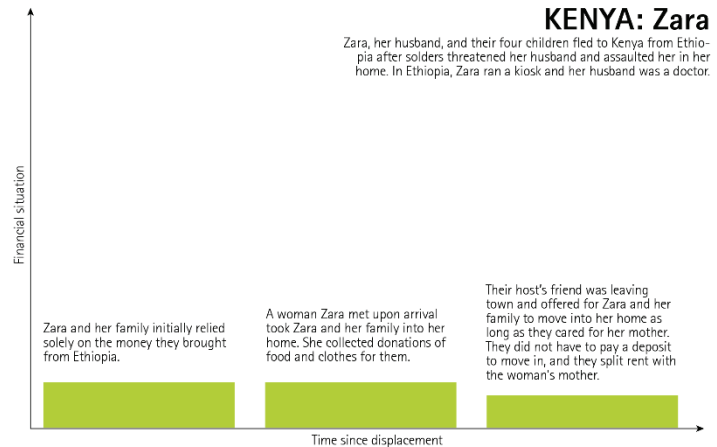 KENYA: Zara
Zara, her husband, and their four children fled to Kenya from Ethio-
pia after solders threatened her husband and assaulted her in her
home. In Ethiopia, Zara ran a kiosk and her husband was a doctor.
Financial situation
Zara and her family initially relied
solely on the money they brought
from Ethiopia.
A woman Zara met upon arrival
took Zara and her family into her
home. She collected donations of
food and clothes for them.
Their host's friend was leaving
town and offered for Zara and her
family to move into her home as
long as they cared for her mother.
They did not have to pay a deposit
to move in, and they split rent with
the woman's mother.
Time since displacement